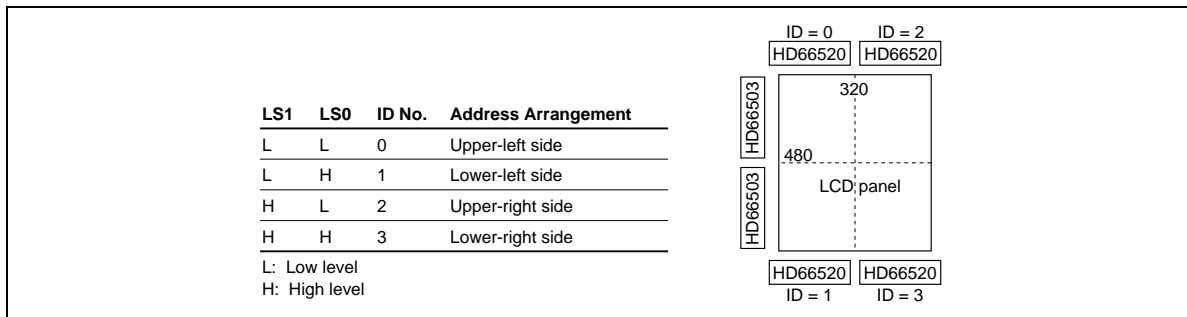 LS1 LS0 ID No. Address Arrangement
L L 0 Upper-left side
L H 1 Lower-left side
H L 2 Upper-right side
H H 3 Lower-right side
L: Low level
H: High level
ID = 0 ID = 2
HD66520 HD66520
HD66503
HD66503
320
480
LCD panel
HD66520 HD66520
ID = 1 ID = 3